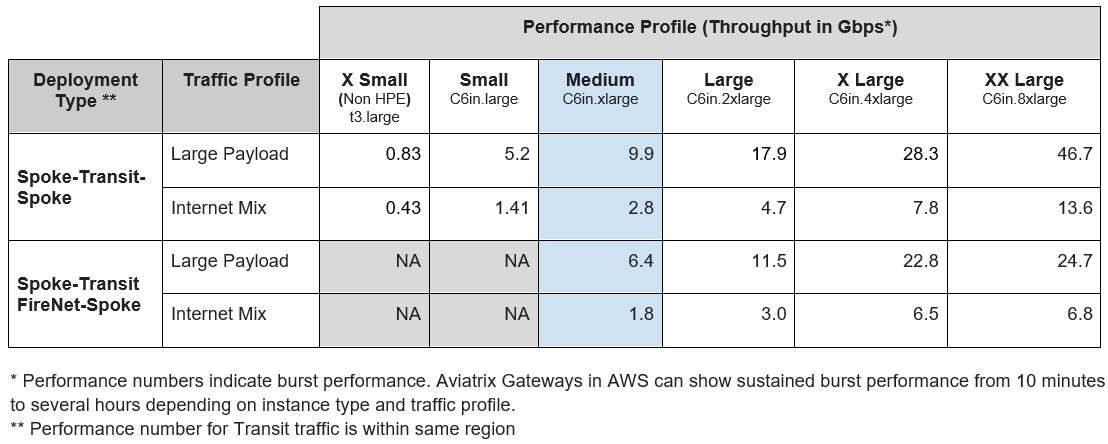 Performance Profile (Throughput in Gbps*)
Deployment Type ** Traffic Profile X Small (Non HPE) t3.large Small C6in.large Medium C6in.xlarge Large C6in.2xlarge X Large C6in.4xlarge XX Large C6in.8xlarge
Spoke-Transit-Spoke Large Payload 0.83 5.2 9.9 17.9 28.3 46.7
Internet Mix 0.43 1.41 2.8 4.7 7.8 13.6
Spoke-Transit FireNet-Spoke Large Payload NA NA 6.4 11.5 22.8 24.7
Internet Mix NA NA 1.8 3.0 6.5 6.8
* Performance numbers indicate burst performance. Aviatrix Gateways in AWS can show sustained burst performance from 10 minutes
to several hours depending on instance type and traffic profile.
** Performance number for Transit traffic is within same region